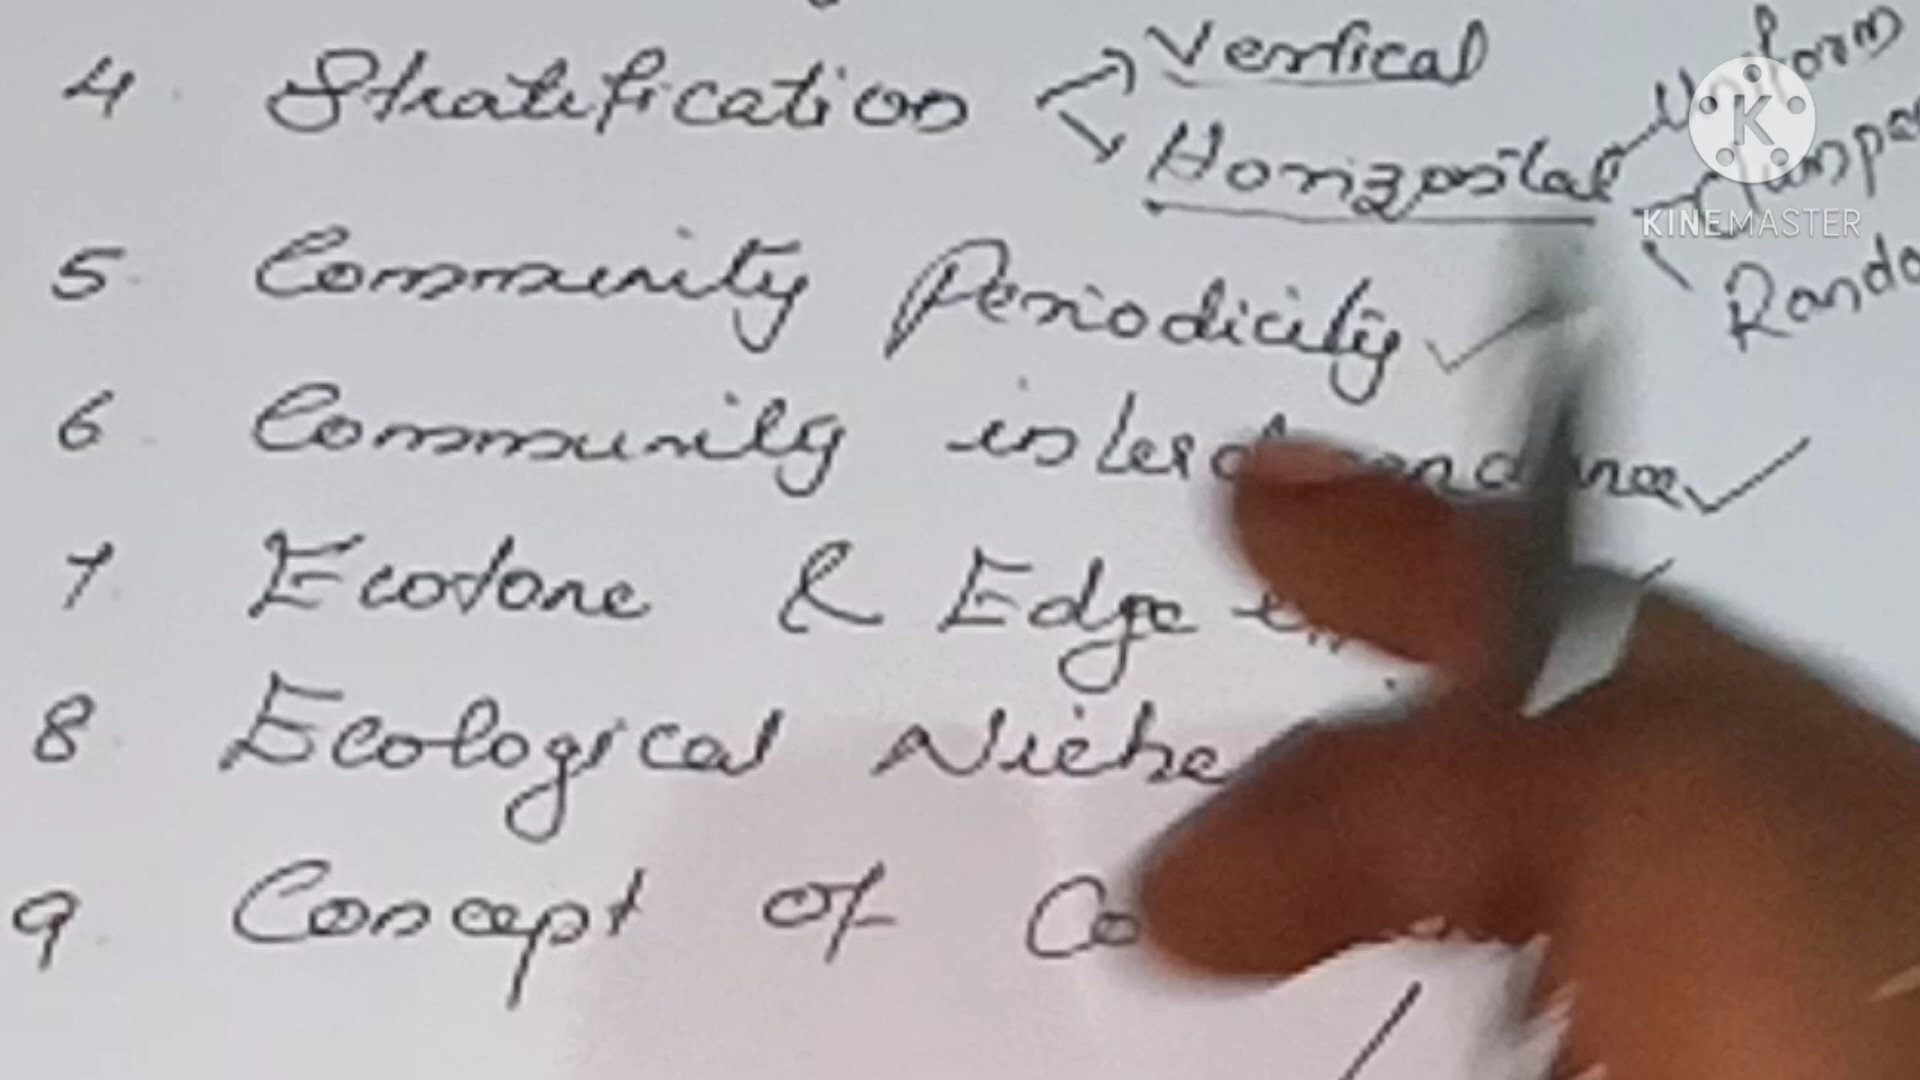 4. Stratification Vertical
Horizontal
Random
5. Community Periodicity
6. Community
7. Ecotone & Edge
8. Ecological Niche
9. Concept of
KINEMASTER